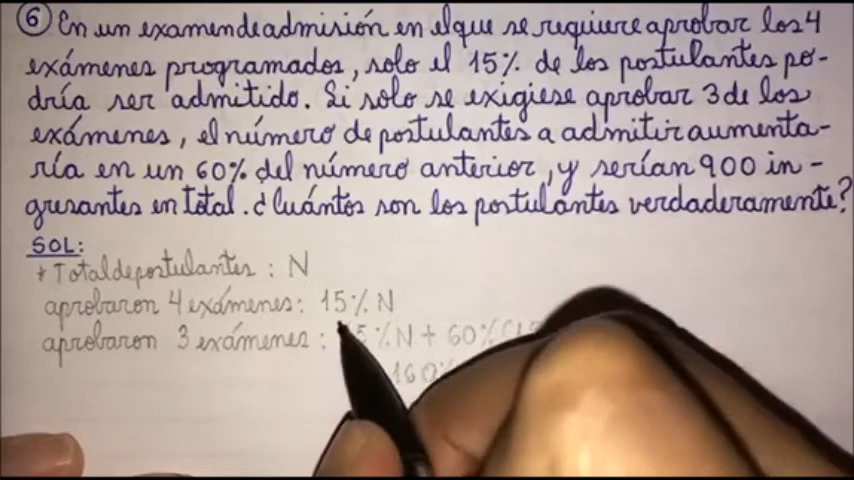 6 En un examen de admisión en el que se requiere aprobar los 4
exámenes programados, solo el 15% de los postulantes po-
dría ser admitido. Si solo se exigiese aprobar 3 de los
exámenes, el número de postulantes a admitir aumenta-
ría en un 60% del número anterior, y serían 900 in-
gresantes en total. ¿Cuántos son los postulantes verdaderamente?
SOL:
* Total de postulantes : N
aprobaron 4 exámenes: 15% N
aprobaron 3 exámenes : 5% N + 60% (15
160%